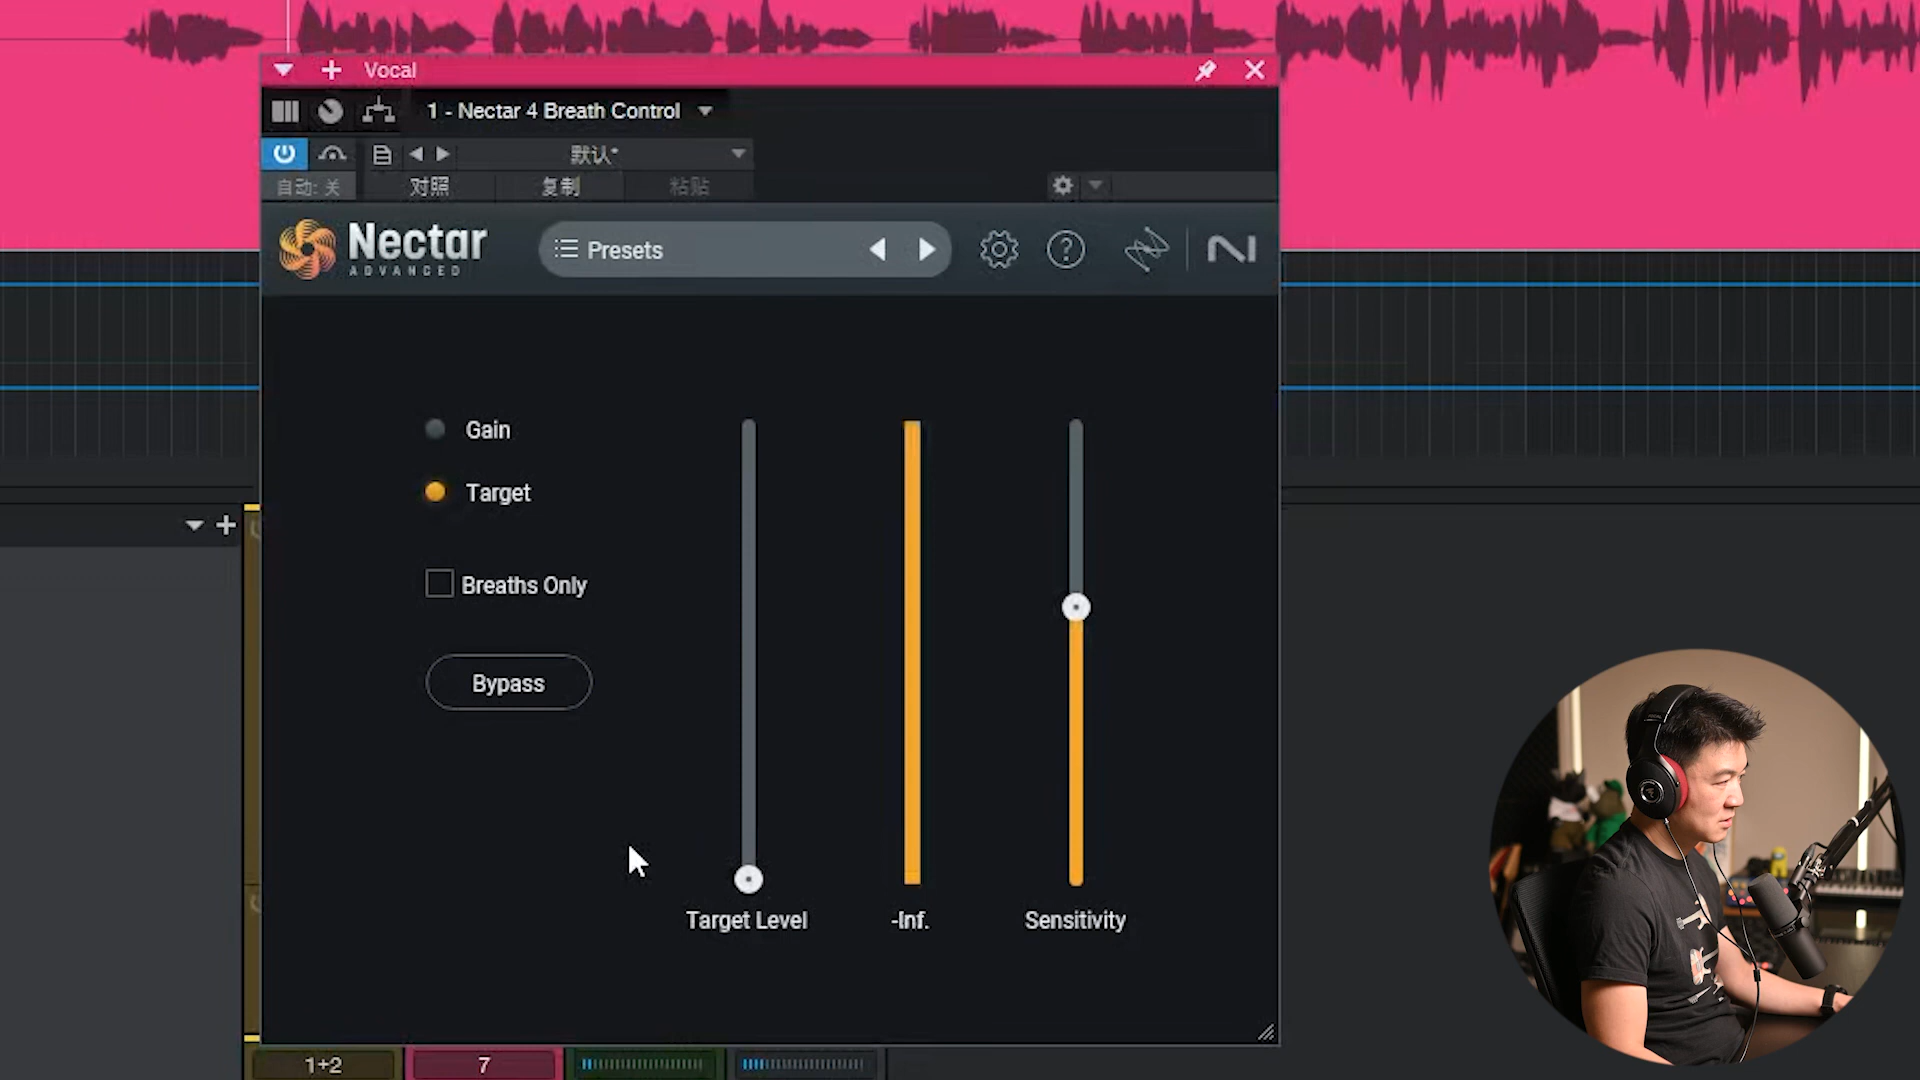 Vocal
1 - Nectar 4 Breath Control
默认*
自动: 关
对照
复制
粘贴
Nectar
ADVANCED
Presets
Gain
Target
Breaths Only
Bypass
Target Level
-Inf.
Sensitivity
1+2
7